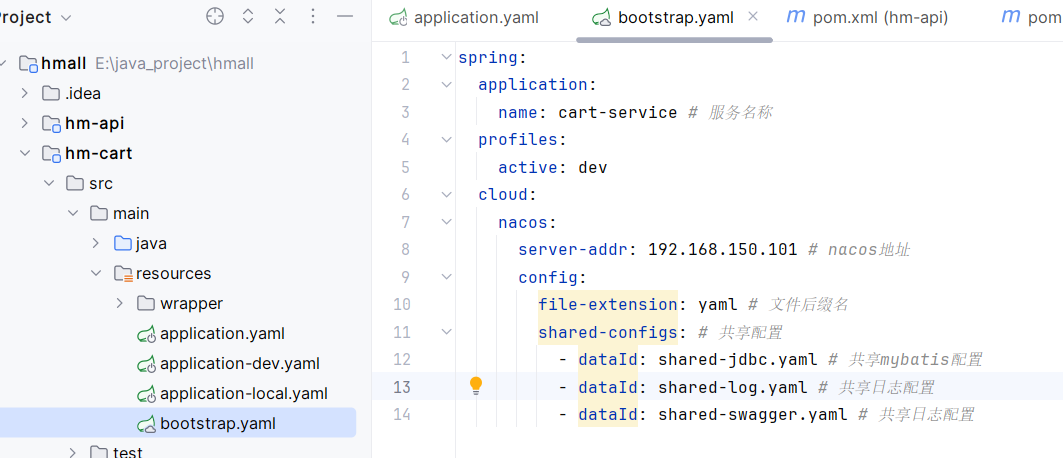 Project
application.yaml
bootstrap.yaml
pom.xml (hm-api)
pom
hmall E:\java_project\hmall
.idea
hm-api
hm-cart
src
main
java
resources
wrapper
application.yaml
application-dev.yaml
application-local.yaml
bootstrap.yaml
test
1 spring:
2 application:
3 name: cart-service # 服务名称
4 profiles:
5 active: dev
6 cloud:
7 nacos:
8 server-addr: 192.168.150.101 # nacos地址
9 config:
10 file-extension: yaml # 文件后缀名
11 shared-configs: # 共享配置
12 - dataId: shared-jdbc.yaml # 共享mybatis配置
13 - dataId: shared-log.yaml # 共享日志配置
14 - dataId: shared-swagger.yaml # 共享日志配置